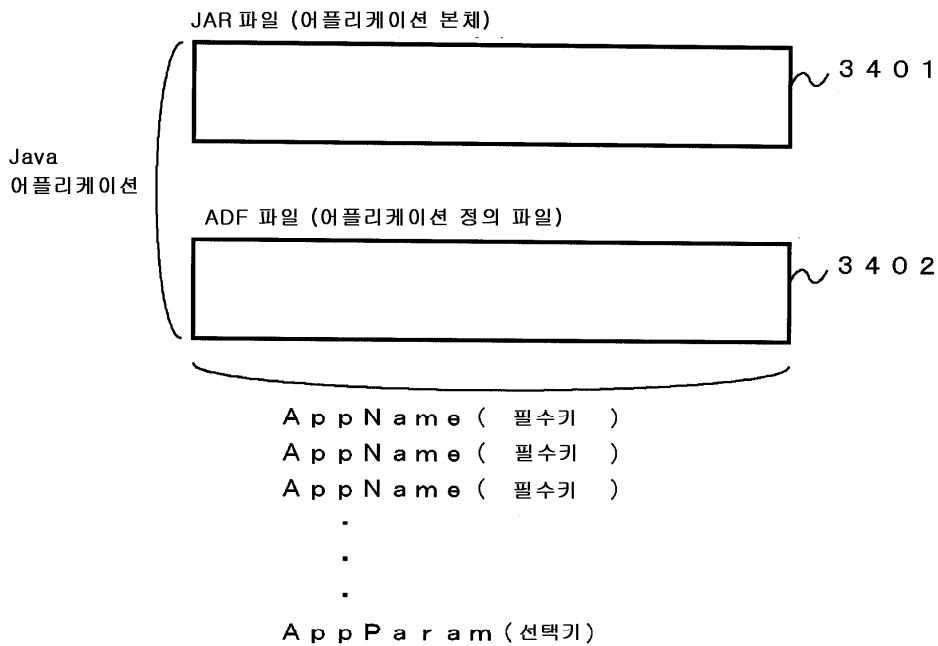 JAR 파일 (어플리케이션 본체)
3401
Java
어플리케이션
ADF 파일 (어플리케이션 정의 파일)
3402
AppName( 필수키 )
AppName( 필수키 )
AppName( 필수키 )
.
.
.
AppParam(선택키)